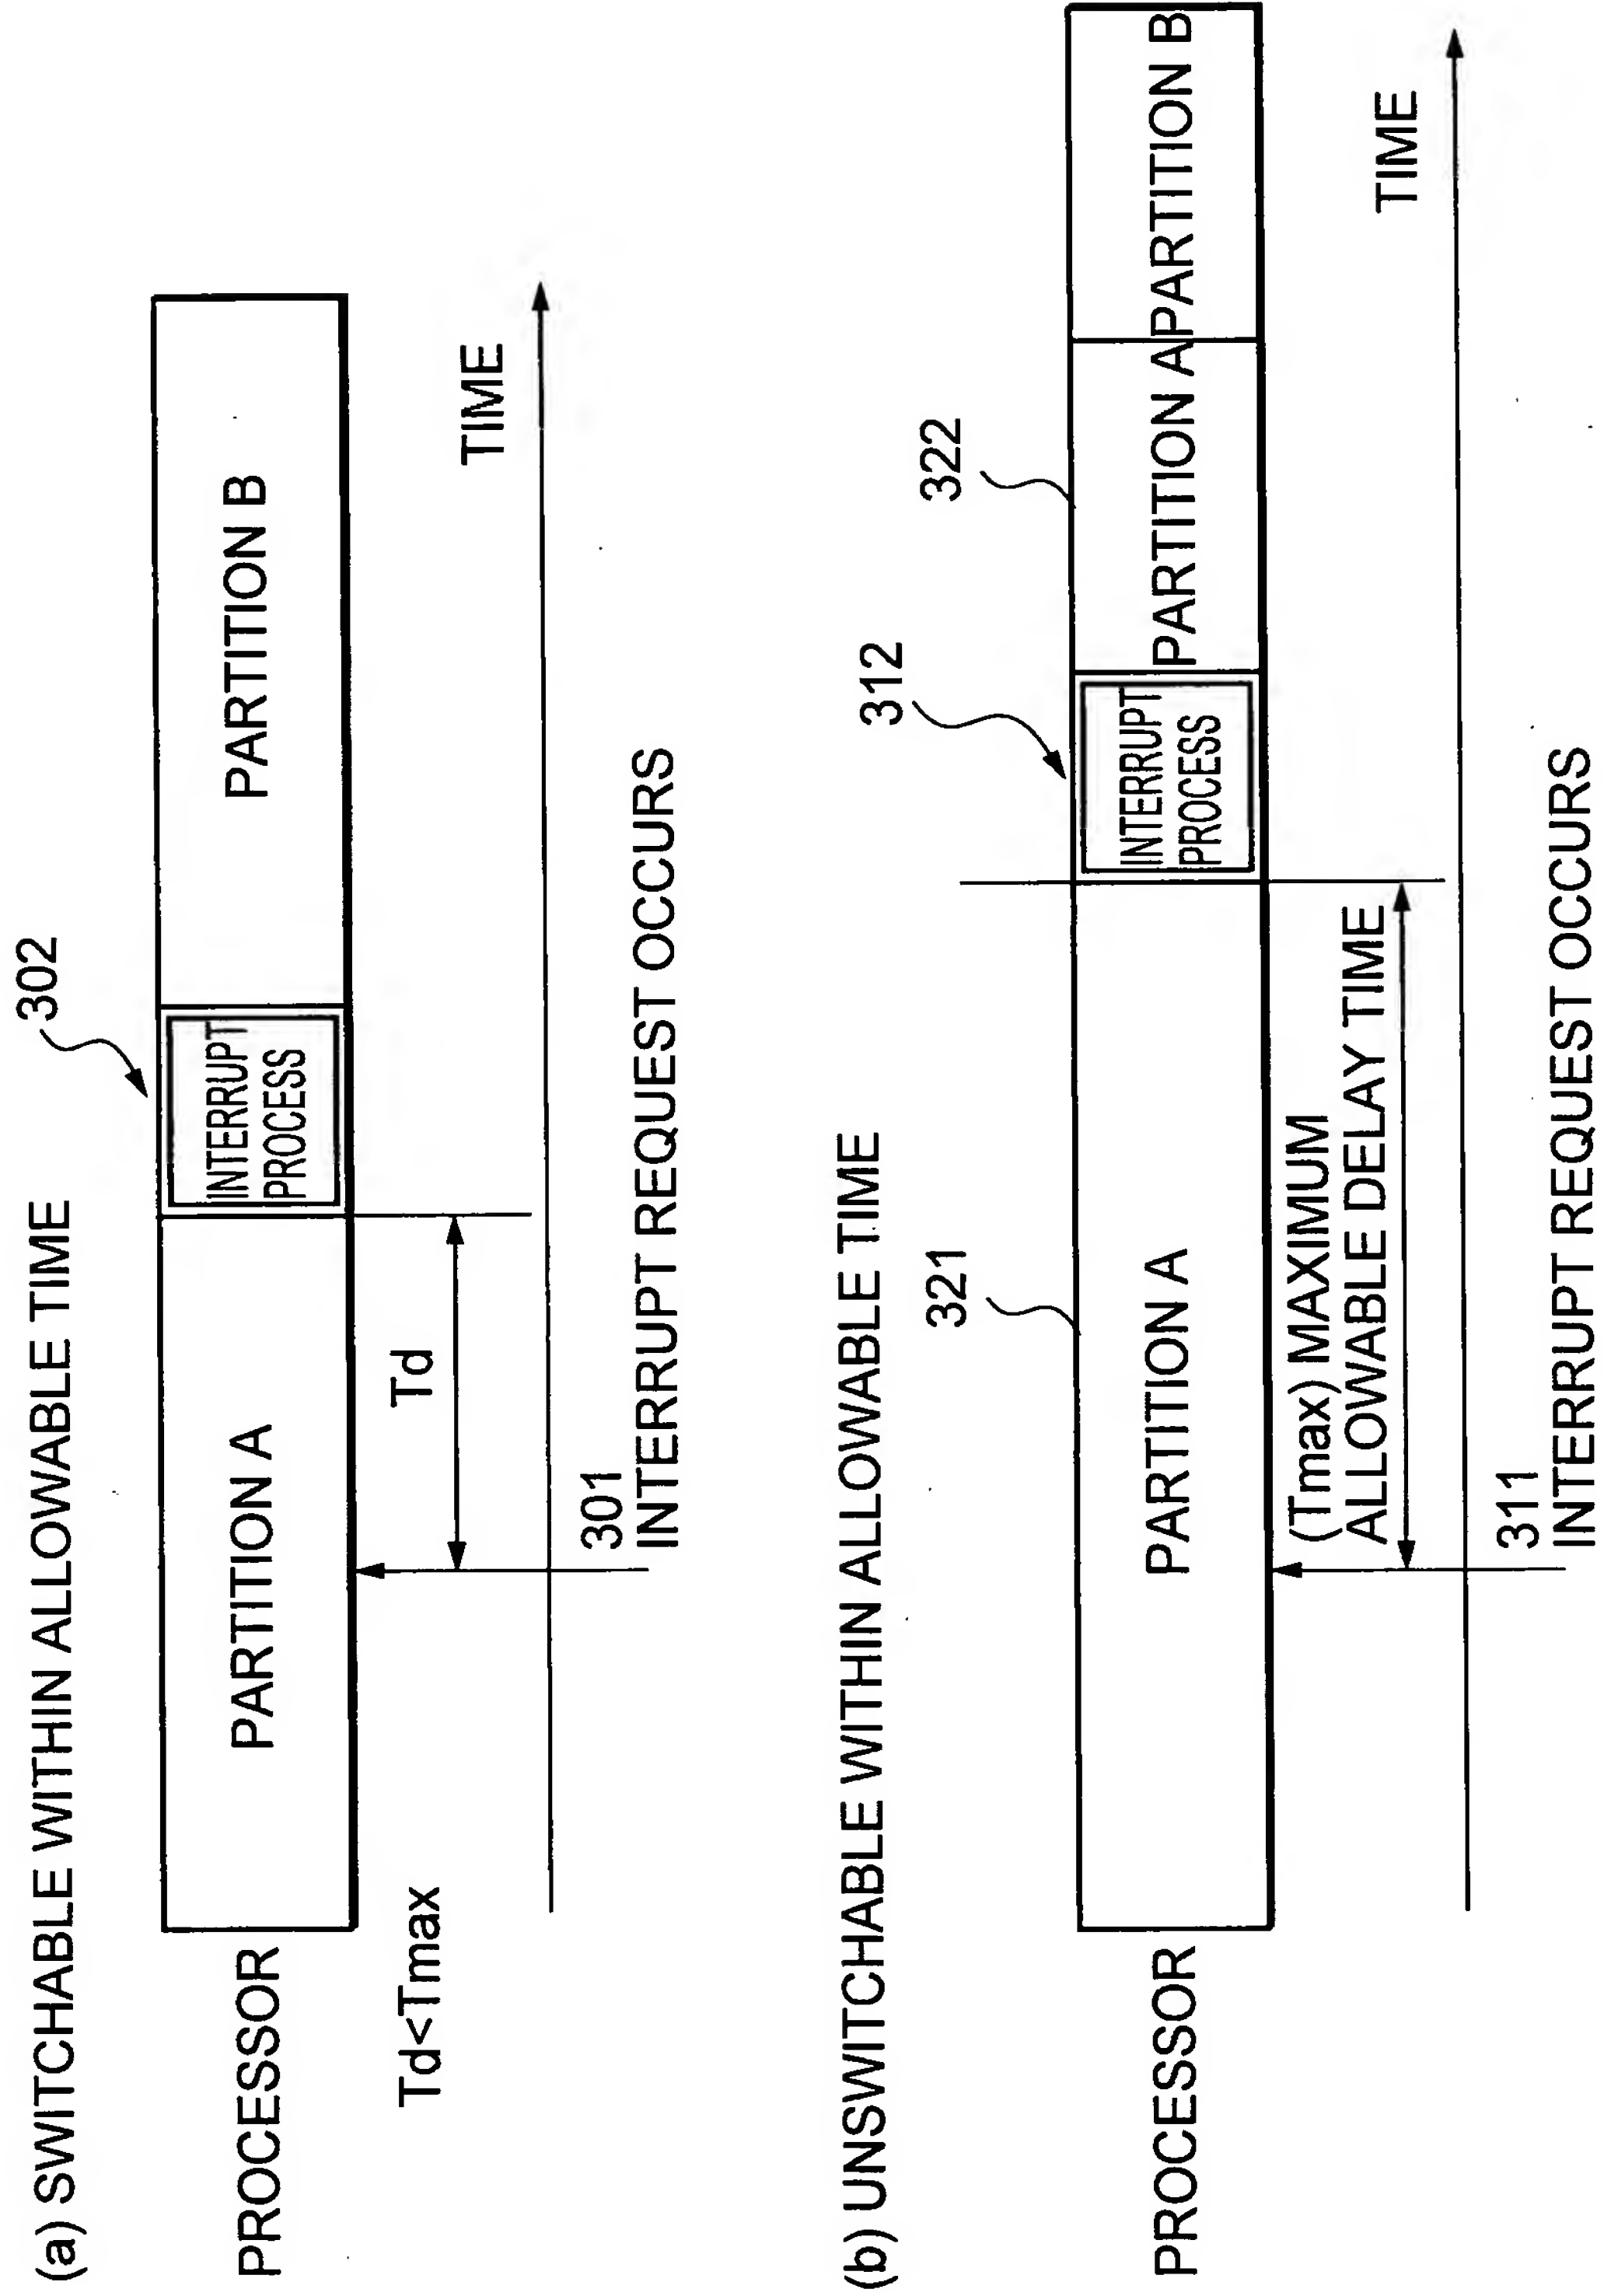 (a) SWITCHABLE WITHIN ALLOWABLE TIME
302
PROCESSOR
PARTITION A
INTERRUPT
PROCESS
PARTITION B
Td<Tmax
Td
TIME
301
INTERRUPT REQUEST OCCURS
(b) UNSWITCHABLE WITHIN ALLOWABLE TIME
321
312
322
PROCESSOR
PARTITION A
INTERRUPT
PROCESS
PARTITION A
PARTITION B
(Tmax) MAXIMUM
ALLOWABLE DELAY TIME
TIME
311
INTERRUPT REQUEST OCCURS